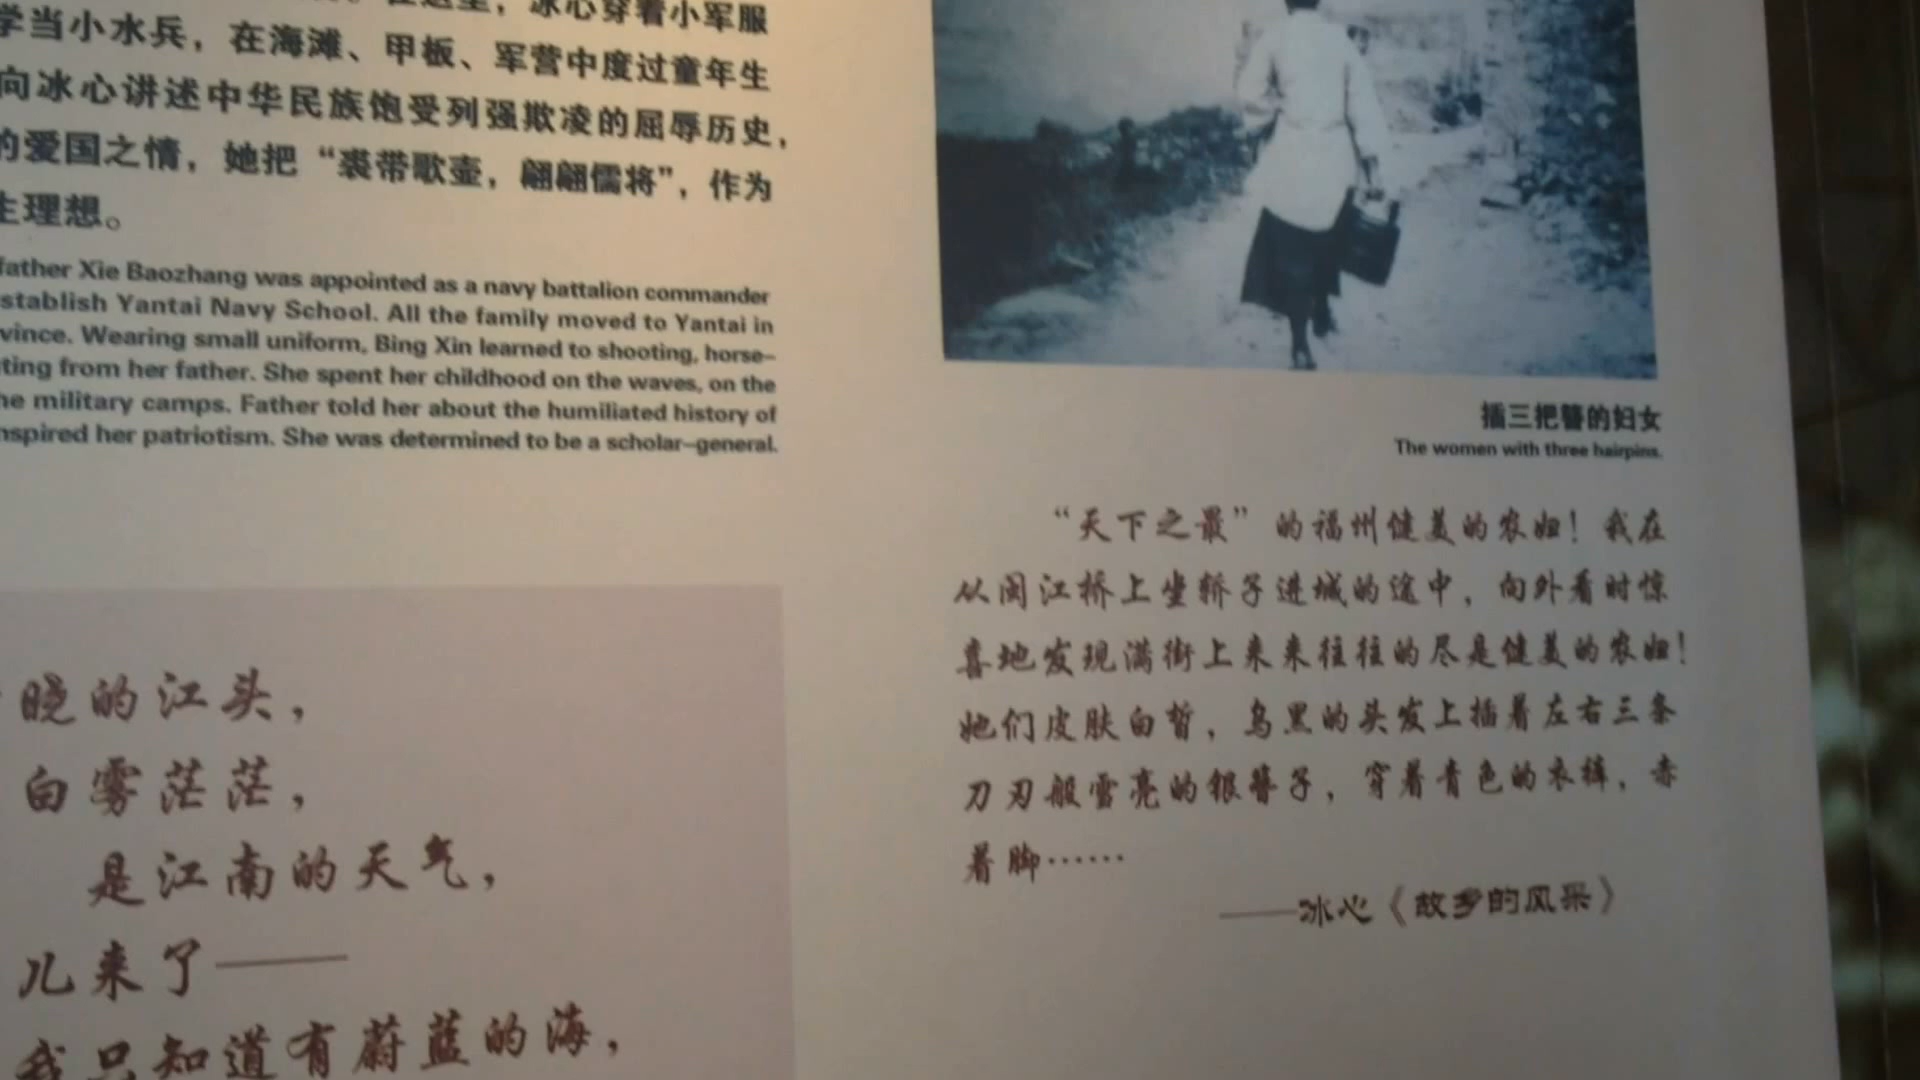 冰心穿着小军服
学当小水兵，在海滩、甲板、军营中度过童年生
向冰心讲述中华民族饱受列强欺凌的屈辱历史，
的爱国之情，她把“裘带歌壶，翩翩儒将”，作为
生理想。
father Xie Baozhang was appointed as a navy battalion commander
stablish Yantai Navy School. All the family moved to Yantai in
vince. Wearing small uniform, Bing Xin learned to shooting, horse-
ting from her father. She spent her childhood on the waves, on the
he military camps. Father told her about the humiliated history of
nspired her patriotism. She was determined to be a scholar-general.
晓的江头，
白雾茫茫，
是江南的天气，
儿来了——
我只知道有蔚蓝的海，
插三把簪的妇女
The women with three hairpins.
“天下之最”的福州健美的农妇！我在
从闽江桥上坐轿子进城的途中，向外看时惊
喜地发现满街上来来往往的尽是健美的农妇！
她们皮肤白皙，乌黑的头发上插着左右三条
刀刃般雪亮的银簪子，穿着青色的衣裤，赤
着脚……
——冰心《故乡的风采》